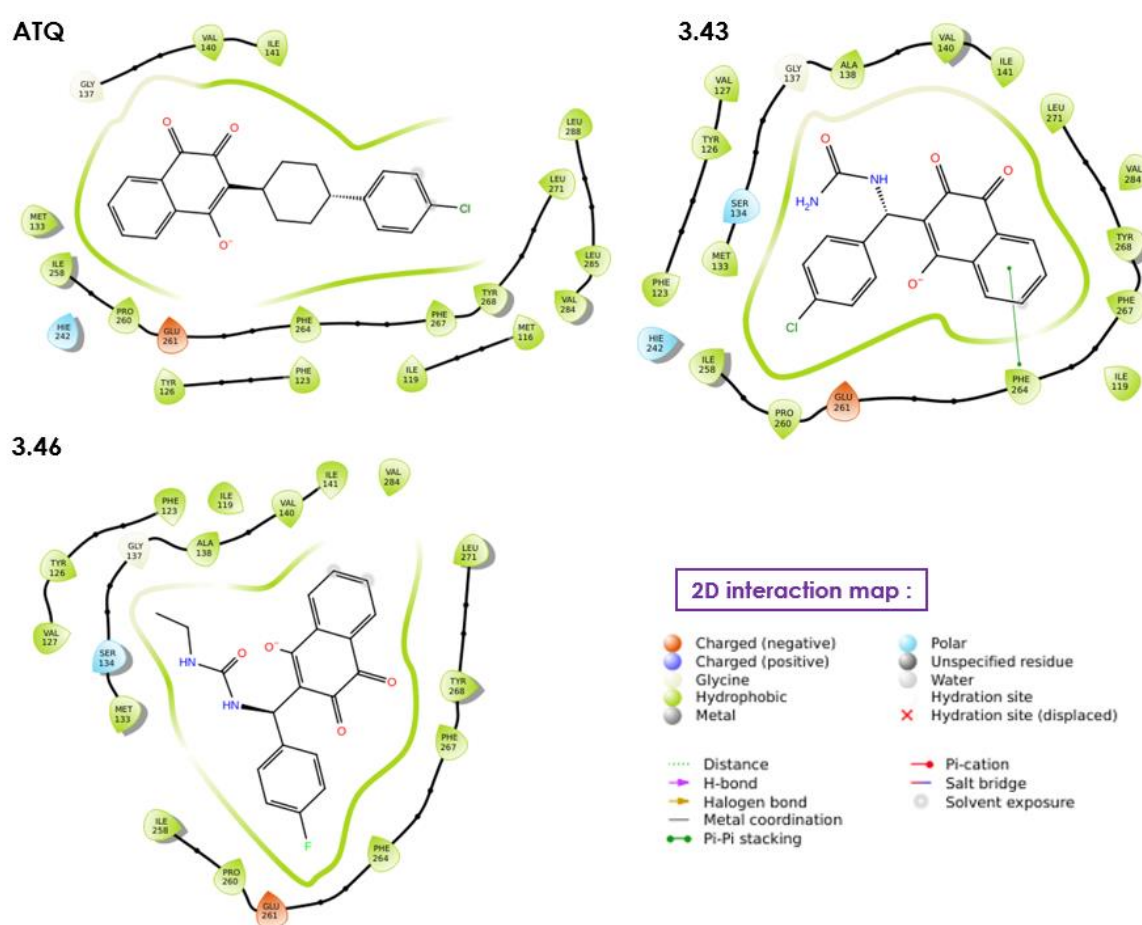 ATQ
VAL
140
ILE
141
GLY
137
O
O
O⁻
Cl
LEU
288
LEU
271
LEU
285
VAL
284
TYR
268
MET
133
ILE
258
HIE
242
PRO
260
GLU
261
PHE
264
PHE
267
MET
116
ILE
119
PHE
123
TYR
126
3.43
VAL
140
ILE
141
ALA
138
GLY
137
VAL
127
TYR
126
LEU
271
VAL
284
SER
134
MET
133
PHE
123
TYR
268
PHE
267
O
NH
H₂N
O
O
O⁻
Cl
HIE
242
ILE
258
PRO
260
GLU
261
PHE
264
ILE
119
3.46
ILE
141
VAL
284
PHE
123
ILE
119
VAL
140
GLY
137
ALA
138
TYR
126
VAL
127
SER
134
MET
133
LEU
271
TYR
268
PHE
267
HN
O
HN
O⁻
O
O
F
ILE
258
PRO
260
GLU
261
PHE
264
2D interaction map :
Charged (negative)
Charged (positive)
Glycine
Hydrophobic
Metal
Polar
Unspecified residue
Water
Hydration site
Hydration site (displaced)
Distance
H-bond
Halogen bond
Metal coordination
Pi-Pi stacking
Pi-cation
Salt bridge
Solvent exposure